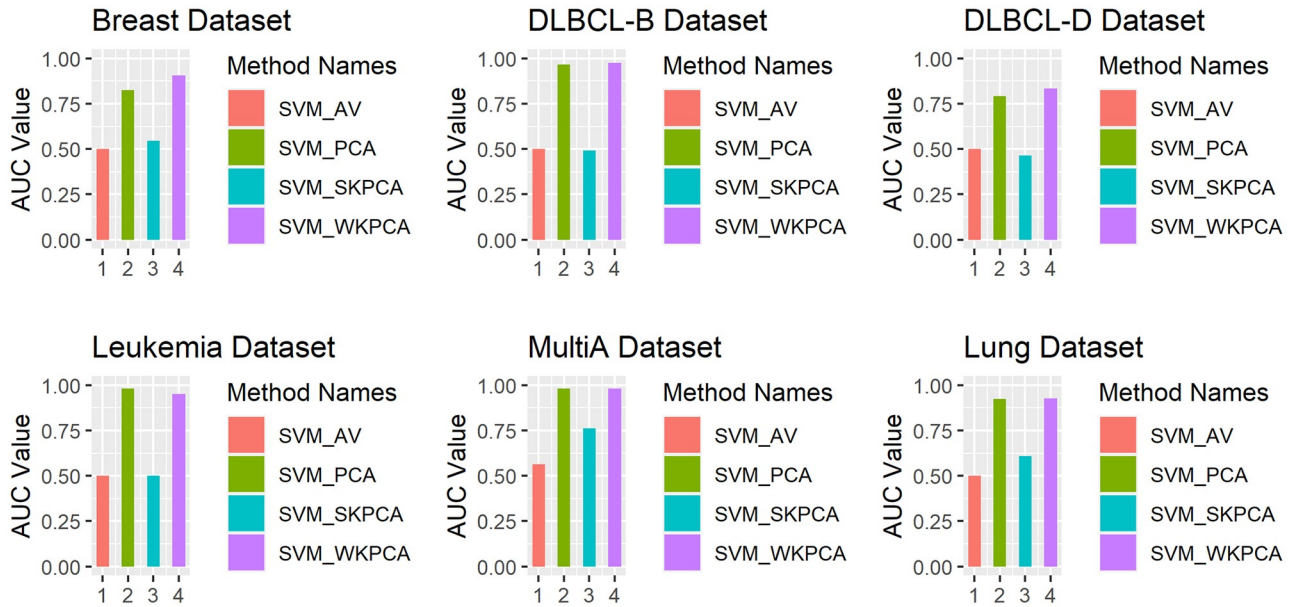 Breast Dataset
AUC Value
1.00
0.75
0.50
0.25
0.00
1 2 3 4
Method Names
SVM_AV
SVM_PCA
SVM_SKPCA
SVM_WKPCA
DLBCL-B Dataset
AUC Value
1.00
0.75
0.50
0.25
0.00
1 2 3 4
Method Names
SVM_AV
SVM_PCA
SVM_SKPCA
SVM_WKPCA
DLBCL-D Dataset
AUC Value
1.00
0.75
0.50
0.25
0.00
1 2 3 4
Method Names
SVM_AV
SVM_PCA
SVM_SKPCA
SVM_WKPCA
Leukemia Dataset
AUC Value
1.00
0.75
0.50
0.25
0.00
1 2 3 4
Method Names
SVM_AV
SVM_PCA
SVM_SKPCA
SVM_WKPCA
MultiA Dataset
AUC Value
1.00
0.75
0.50
0.25
0.00
1 2 3 4
Method Names
SVM_AV
SVM_PCA
SVM_SKPCA
SVM_WKPCA
Lung Dataset
AUC Value
1.00
0.75
0.50
0.25
0.00
1 2 3 4
Method Names
SVM_AV
SVM_PCA
SVM_SKPCA
SVM_WKPCA